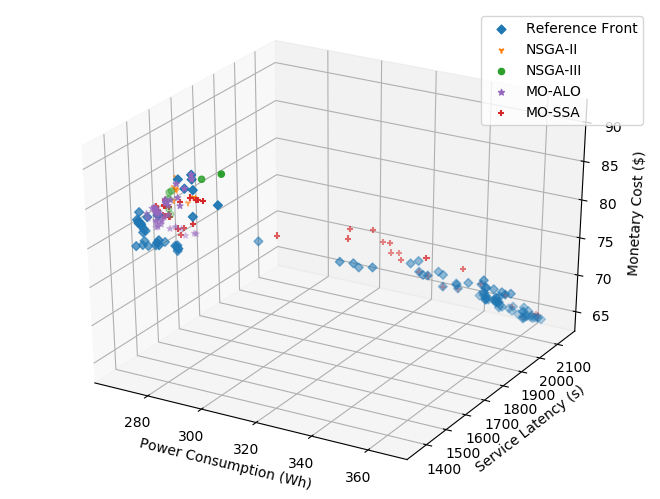 Reference Front
NSGA-II
NSGA-III
MO-ALO
MO-SSA
90
85
80
75
70
65
Monetary Cost ($)
2100
2000
1900
1800
1700
1600
1500
1400
Service Latency (s)
280
300
320
340
360
Power Consumption (Wh)